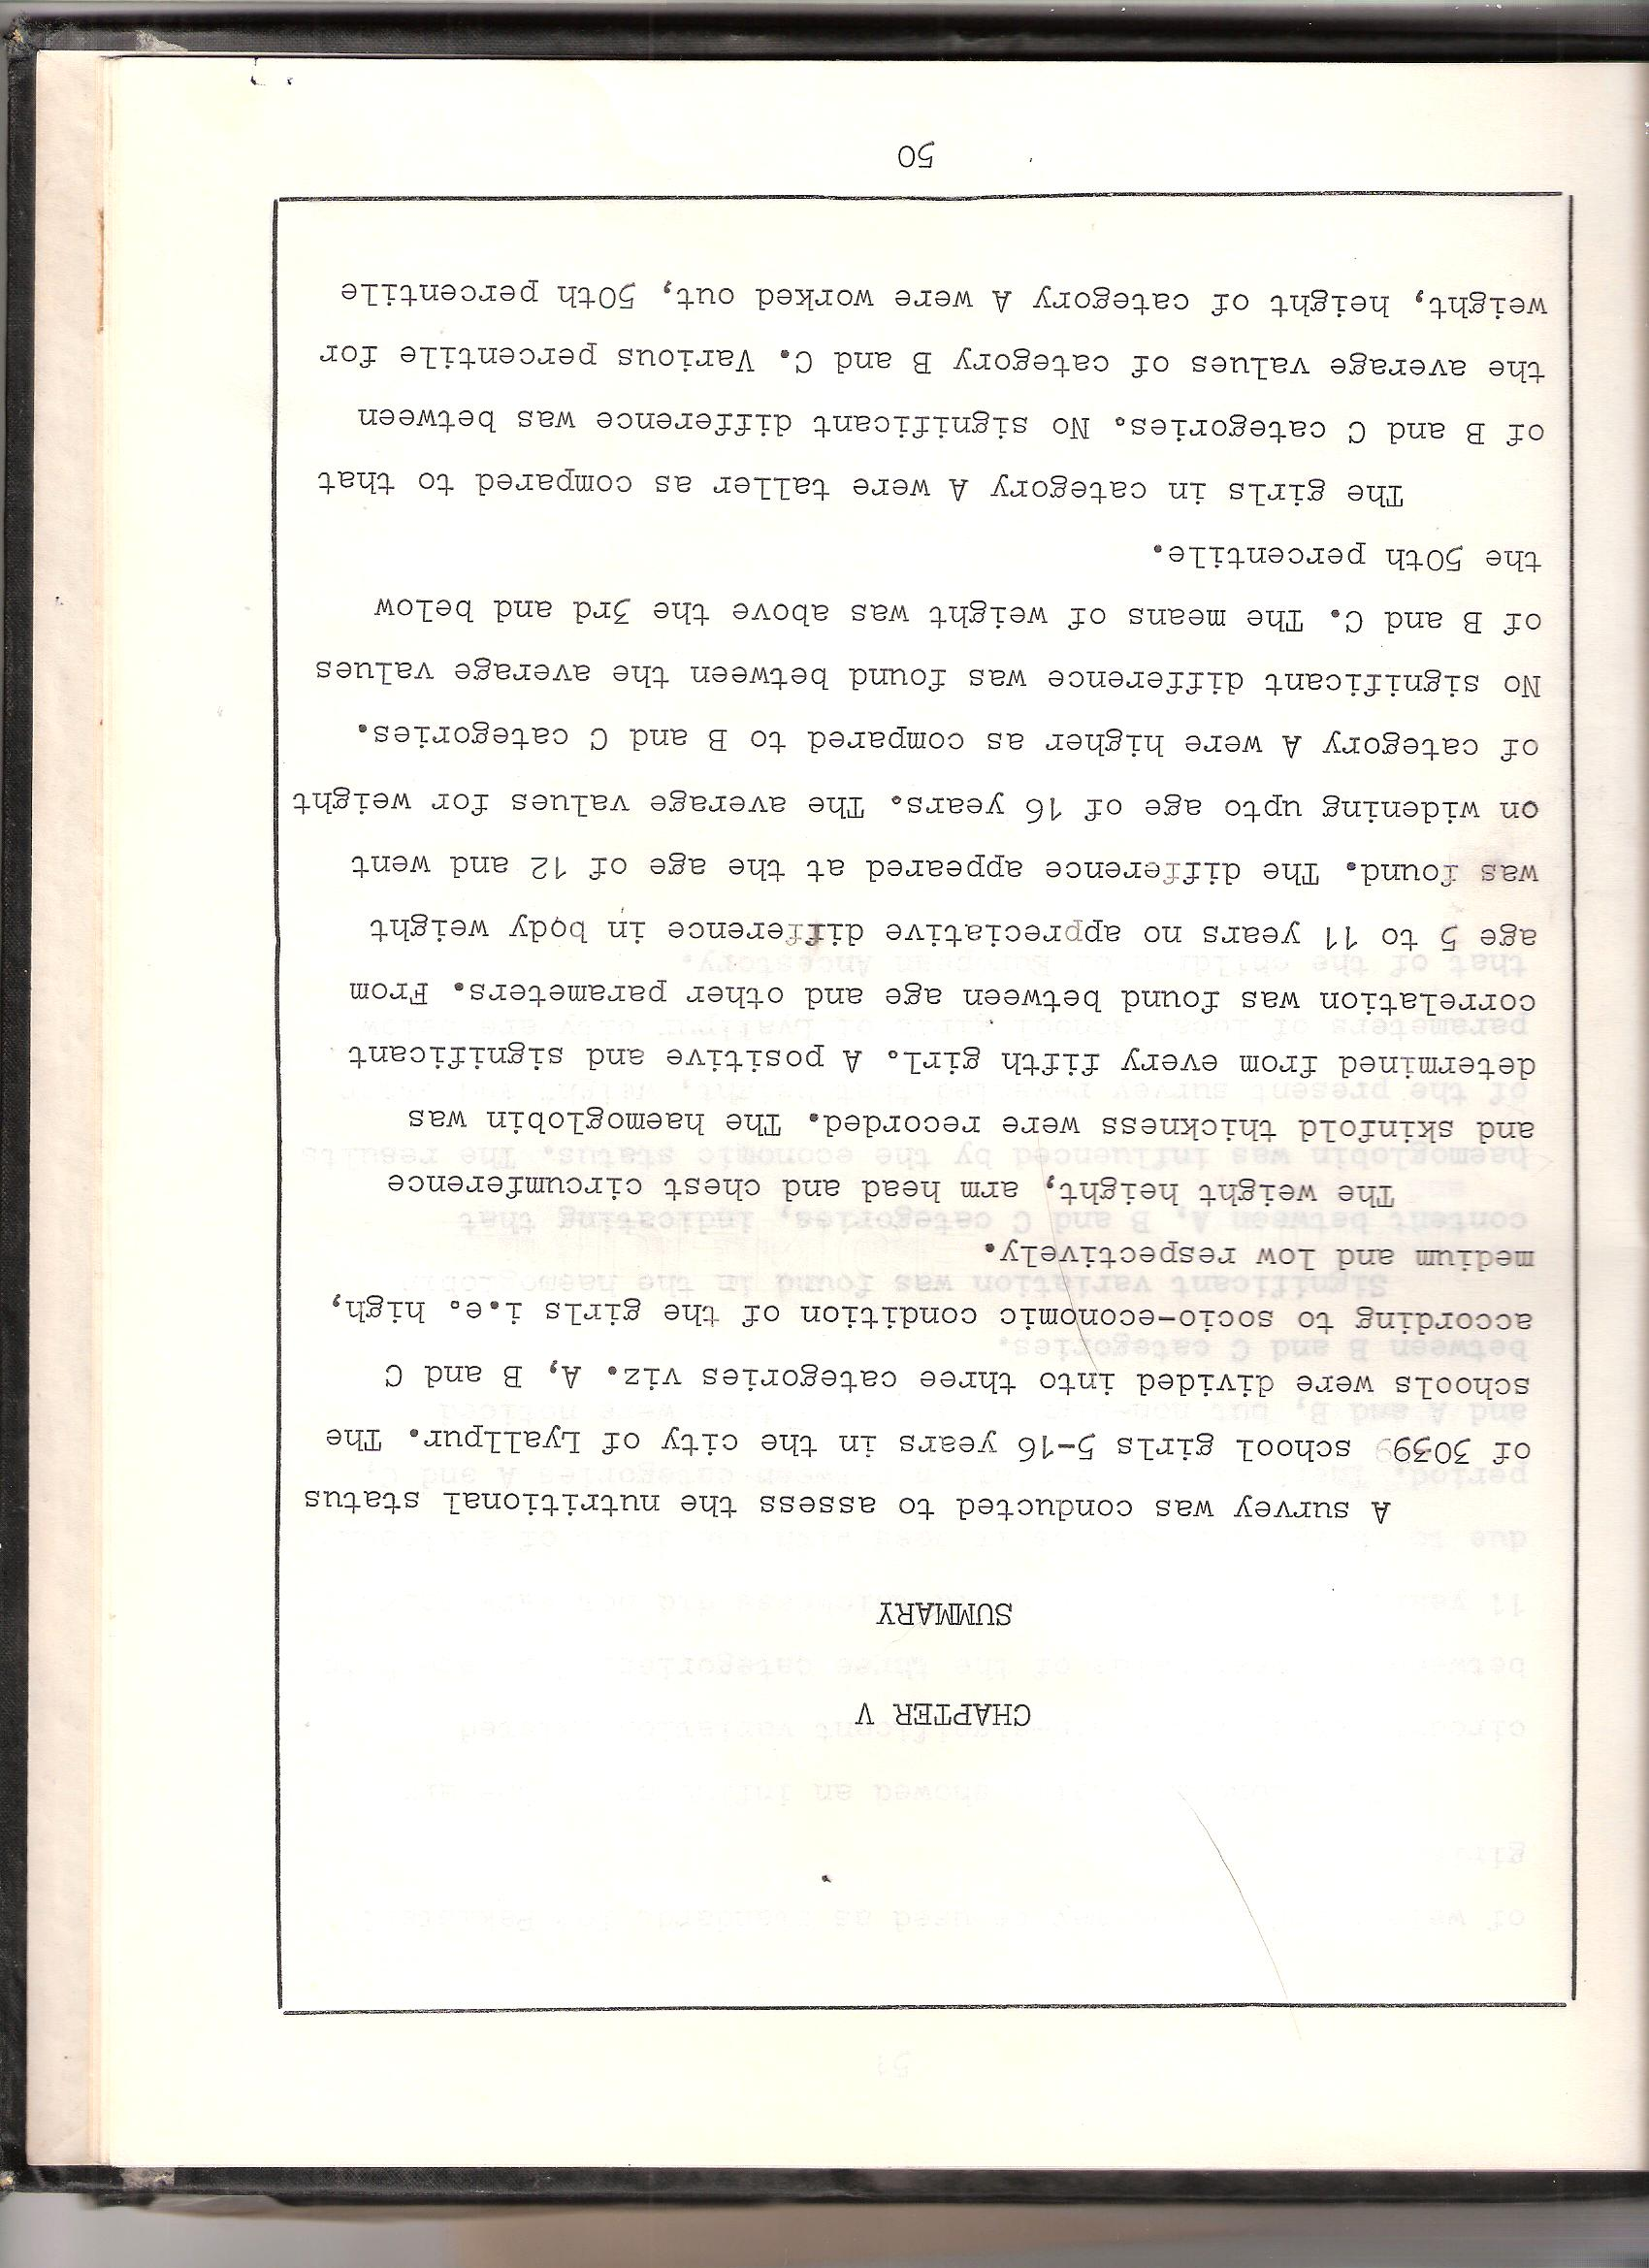 CHAPTER V
SUMMARY
A survey was conducted to assess the nutritional status
of 3039 school girls 5-16 years in the city of Lyallpur. The
schools were divided into three categories viz. A, B and C
according to socio-economic condition of the girls i.e. high,
medium and low respectively.
The weight height, arm head and chest circumference
and skinfold thickness were recorded. The haemoglobin was
determined from every fifth girl. A positive and significant
correlation was found between age and other parameters. From
age 5 to 11 years no appreciative difference in body weight
was found. The difference appeared at the age of 12 and went
on widening upto age of 16 years. The average values for weight
of category A were higher as compared to B and C categories.
No significant difference was found between the average values
of B and C. The means of weight was above the 3rd and below
the 50th percentile.
The girls in category A were taller as compared to that
of B and C categories. No significant difference was between
the average values of category B and C. Various percentile for
weight, height of category A were worked out, 50th percentile
50